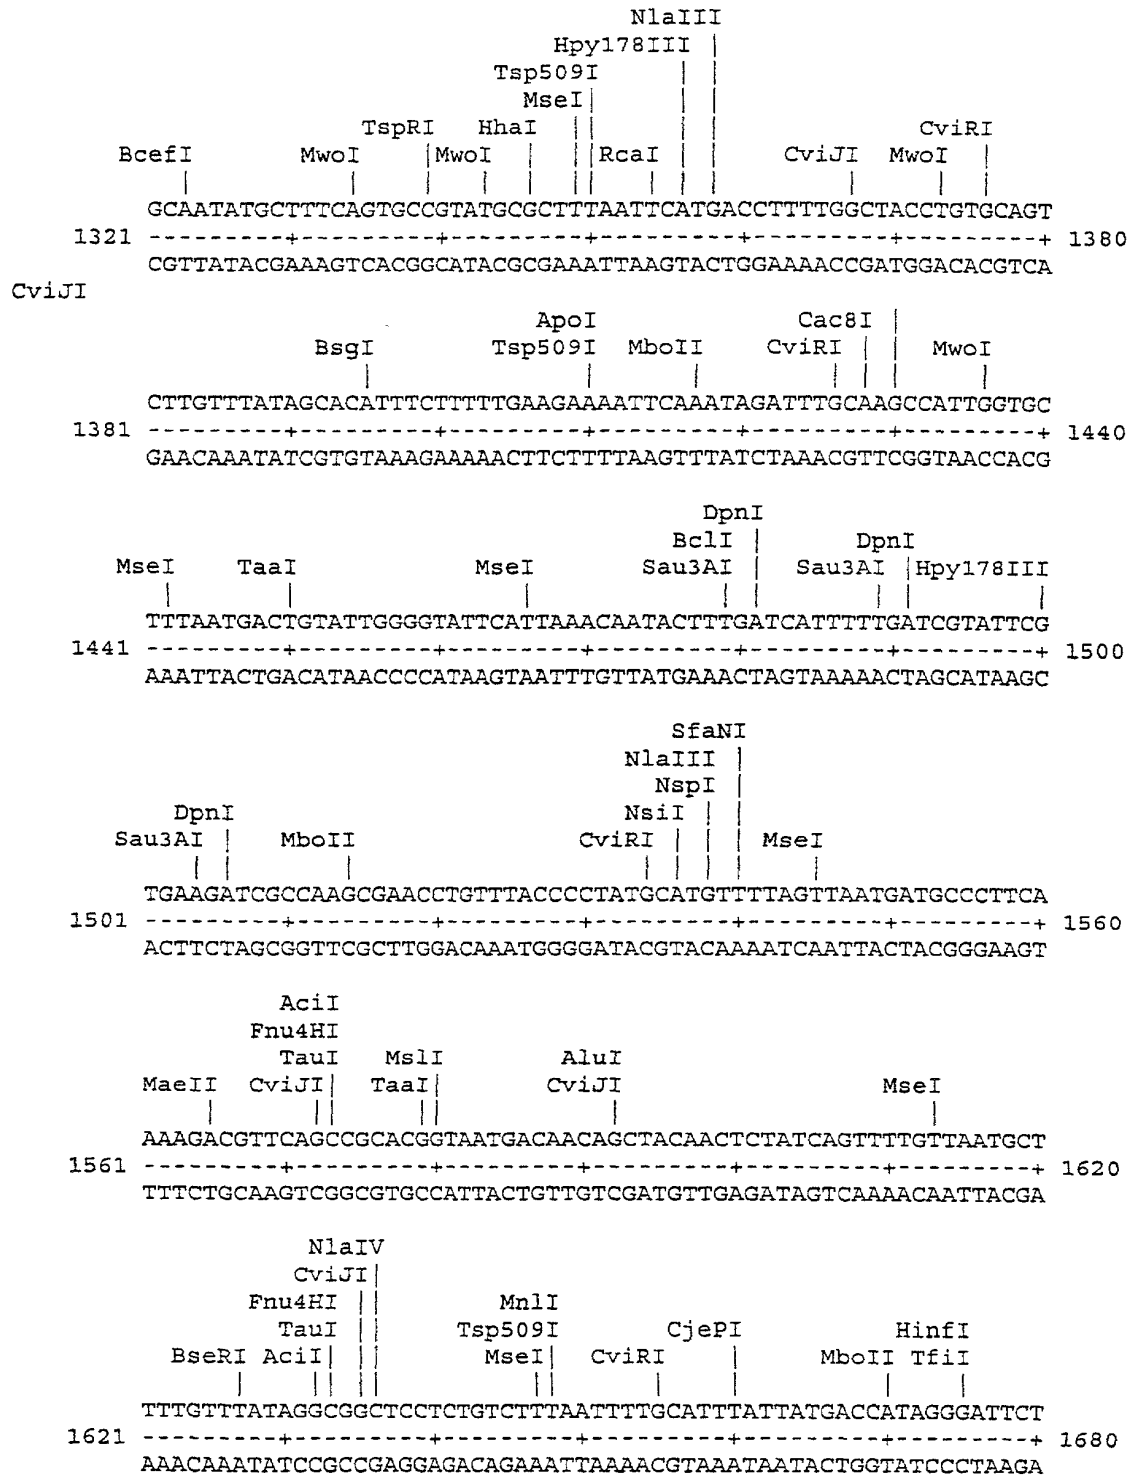 NlaIII
Hpy178III
Tsp509I
MseI
TspRI HhaI CviRI
BcefI MwoI MwoI RcaI CviJI MwoI
GCAATATGCTTTCAGTGCCGTATGCGCTTTTAATTCATGACCTTTTGGCTACCTGTGCAGT
1321 ---------+---------+---------+---------+---------+---------+ 1380
CGTTATACGAAAGTCACGGCATACGCGAAATTAAGTACTGGAAAACCGATGGACACGTCA
CviJI
ApoI Cac8I
BsgI Tsp509I MboII CviRI MwoI
CTTGTTTATAGCACATTTCTTTTTGAAGAAAATTCAAATAGATTTGCAAGCCATTGGTGC
1381 ---------+---------+---------+---------+---------+---------+ 1440
GAACAAATATCGTGTAAAGAAAAACTTCTTTTAAGTTTATCTAAACGTTCGGTAACCACG
DpnI
BclI DpnI
MseI TaaI MseI Sau3AI Sau3AI Hpy178III
TTTAATGACTGTATTGGGGTATTCATTAAACAATACTTTGATCATTTTTGATCGTATTCG
1441 ---------+---------+---------+---------+---------+---------+ 1500
AAATTACTGACATAACCCCATAAGTAATTTGTTATGAAACTAGTAAAAACTAGCATAAGC
SfaNI
NlaIII
NspI
DpnI NsiI
Sau3AI MboII CviRI MseI
TGAAGATCGCCAAGCGAACCTGTTTACCCCTATGCATGTTTTAGTTAATGATGCCCTTCA
1501 ---------+---------+---------+---------+---------+---------+ 1560
ACTTCTAGCGGTTCGCTTGGACAAATGGGGATACGTACAAAATCAATTACTACGGGAAGT
AciI
Fnu4HI
TauI MslI AluI
MaeII CviJI TaaI CviJI MseI
AAAGACGTTCAGCCGCACGGTAATGACAACAGCTACAACTCTATCAGTTTTGTTAATGCT
1561 ---------+---------+---------+---------+---------+---------+ 1620
TTTCTGCAAGTCGGCGTGCCATTACTGTTGTCGATGTTGAGATAGTCAAAACAATTACGA
NlaIV
CviJI
Fnu4HI MnlI
TauI Tsp509I CjePI HinfI
BseRI AciI MseI CviRI MboII TfiI
TTTGTTTATAGGCGGCTCCTCTGTCTTTAATTTTGCATTTATTATGACCATAGGGATTCT
1621 ---------+---------+---------+---------+---------+---------+ 1680
AAACAAATATCCGCCGAGGAGACAGAAATTAAAACGTAAATAATACTGGTATCCCTAAGA